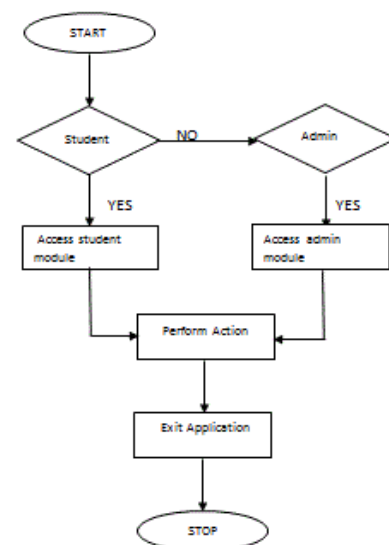 START
Student
NO
Admin
YES
YES
Access student
module
Access admin
module
Perform Action
Exit Application
STOP